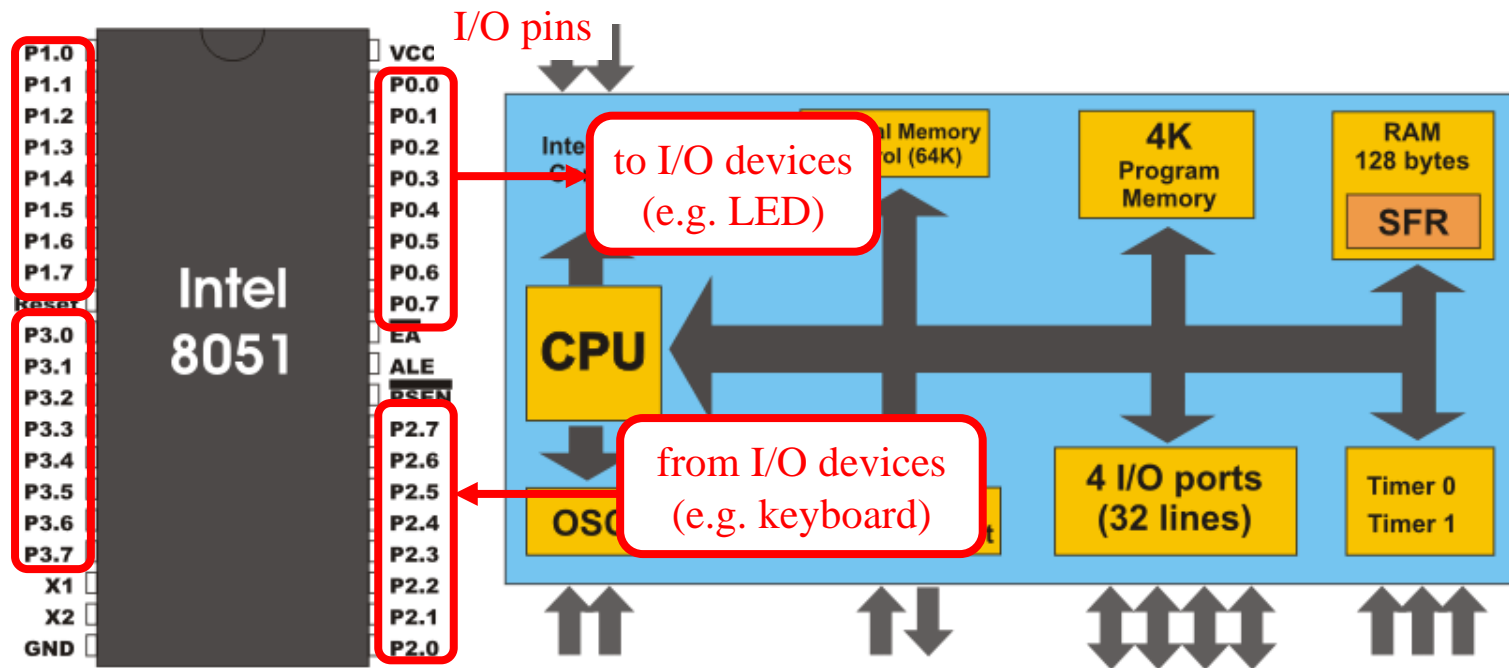 I/O pins
P1.0
P1.1
P1.2
P1.3
P1.4
P1.5
P1.6
P1.7
Reset
P3.0
P3.1
P3.2
P3.3
P3.4
P3.5
P3.6
P3.7
X1
X2
GND
Intel
8051
VCC
P0.0
P0.1
P0.2
P0.3
P0.4
P0.5
P0.6
P0.7
EA
ALE
PSEN
P2.7
P2.6
P2.5
P2.4
P2.3
P2.2
P2.1
P2.0
to I/O devices
(e.g. LED)
Memory
(64K)
4K
Program
Memory
RAM
128 bytes
SFR
CPU
from I/O devices
(e.g. keyboard)
OSC
4 I/O ports
(32 lines)
Timer 0
Timer 1